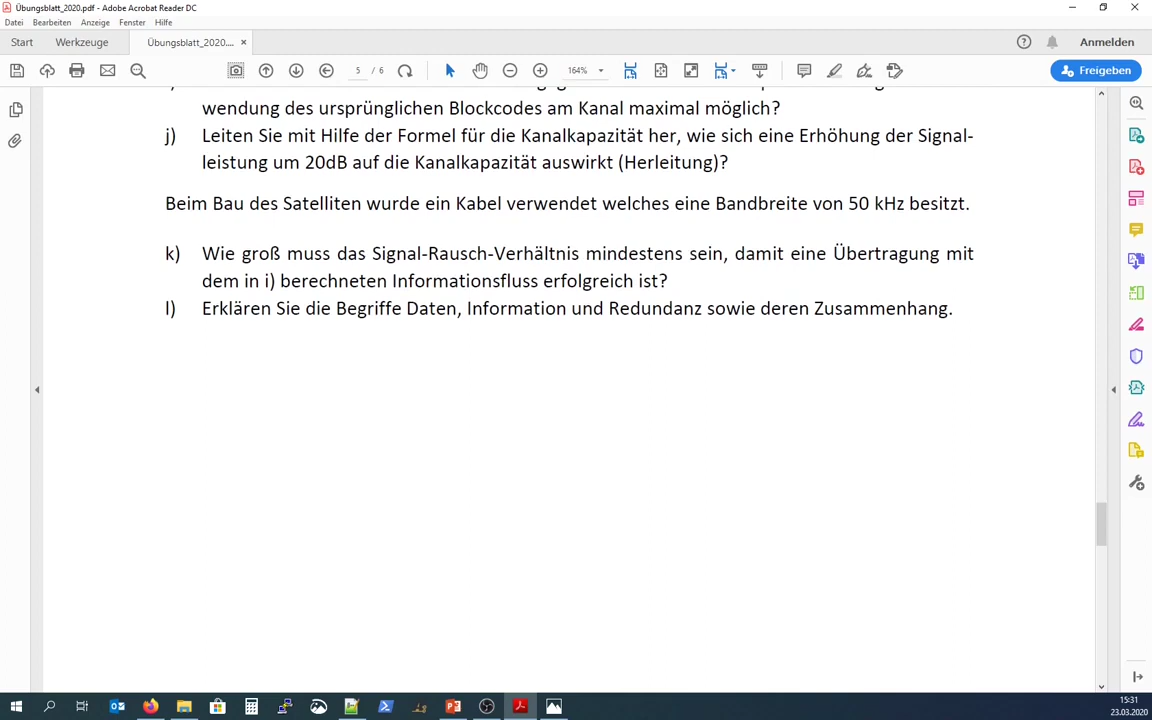 Übungsblatt_2020.pdf - Adobe Acrobat Reader DC
Datei Bearbeiten Anzeige Fenster Hilfe
Start Werkzeuge Übungsblatt_2020.... × Anmelden
5 / 6 164% Freigeben
wendung des ursprünglichen Blockcodes am Kanal maximal möglich?
j) Leiten Sie mit Hilfe der Formel für die Kanalkapazität her, wie sich eine Erhöhung der Signal-
leistung um 20dB auf die Kanalkapazität auswirkt (Herleitung)?
Beim Bau des Satelliten wurde ein Kabel verwendet welches eine Bandbreite von 50 kHz besitzt.
k) Wie groß muss das Signal-Rausch-Verhältnis mindestens sein, damit eine Übertragung mit
dem in i) berechneten Informationsfluss erfolgreich ist?
l) Erklären Sie die Begriffe Daten, Information und Redundanz sowie deren Zusammenhang.
15:31
23.03.2020